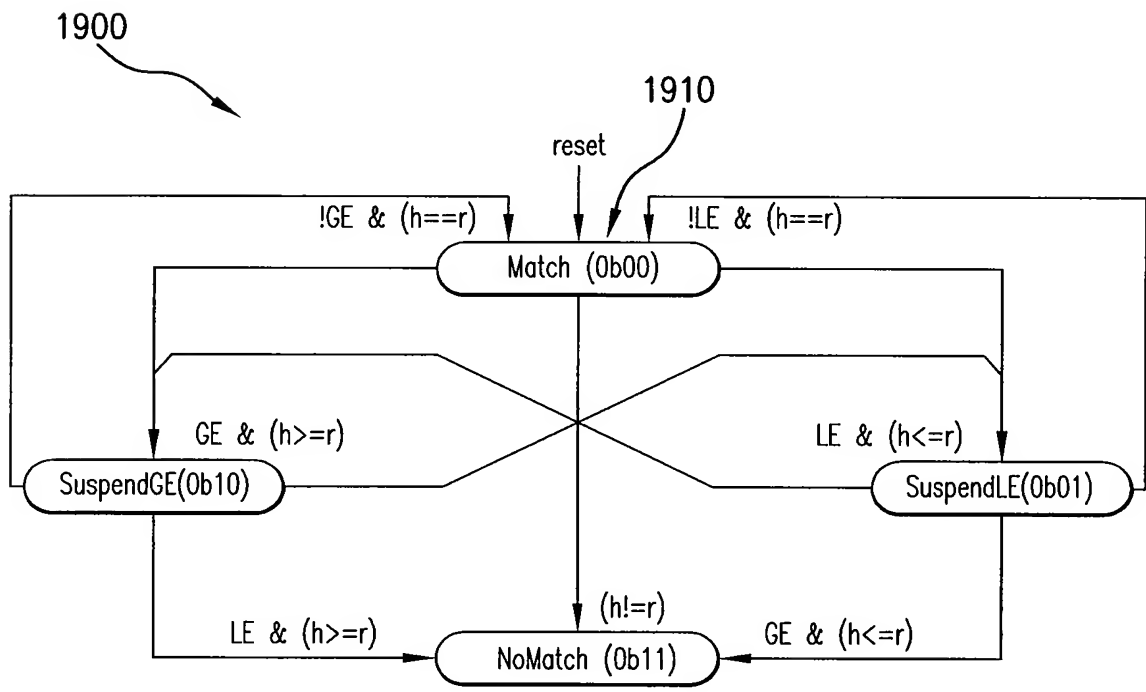 1900
1910
reset
!GE & (h==r)
!LE & (h==r)
Match (0b00)
GE & (h>=r)
LE & (h<=r)
SuspendGE(0b10)
SuspendLE(0b01)
(h!=r)
LE & (h>=r)
GE & (h<=r)
NoMatch (0b11)